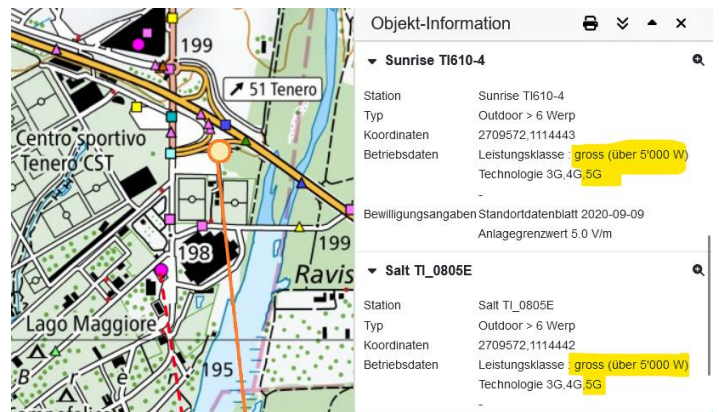 199
51 Tenero
Centro sportivo
Tenero CST
198
199
Ravis
Lago Maggiore
195
B r è
Objekt-Information
Sunrise TI610-4
Station Sunrise TI610-4
Typ Outdoor > 6 Werp
Koordinaten 2709572,1114443
Betriebsdaten Leistungsklasse : gross (über 5'000 W)
Technologie 3G,4G,5G
-
Bewilligungsangaben Standortdatenblatt 2020-09-09
Anlagegrenzwert 5.0 V/m
Salt TI_0805E
Station Salt TI_0805E
Typ Outdoor > 6 Werp
Koordinaten 2709572,1114442
Betriebsdaten Leistungsklasse : gross (über 5'000 W)
Technologie 3G,4G,5G
-